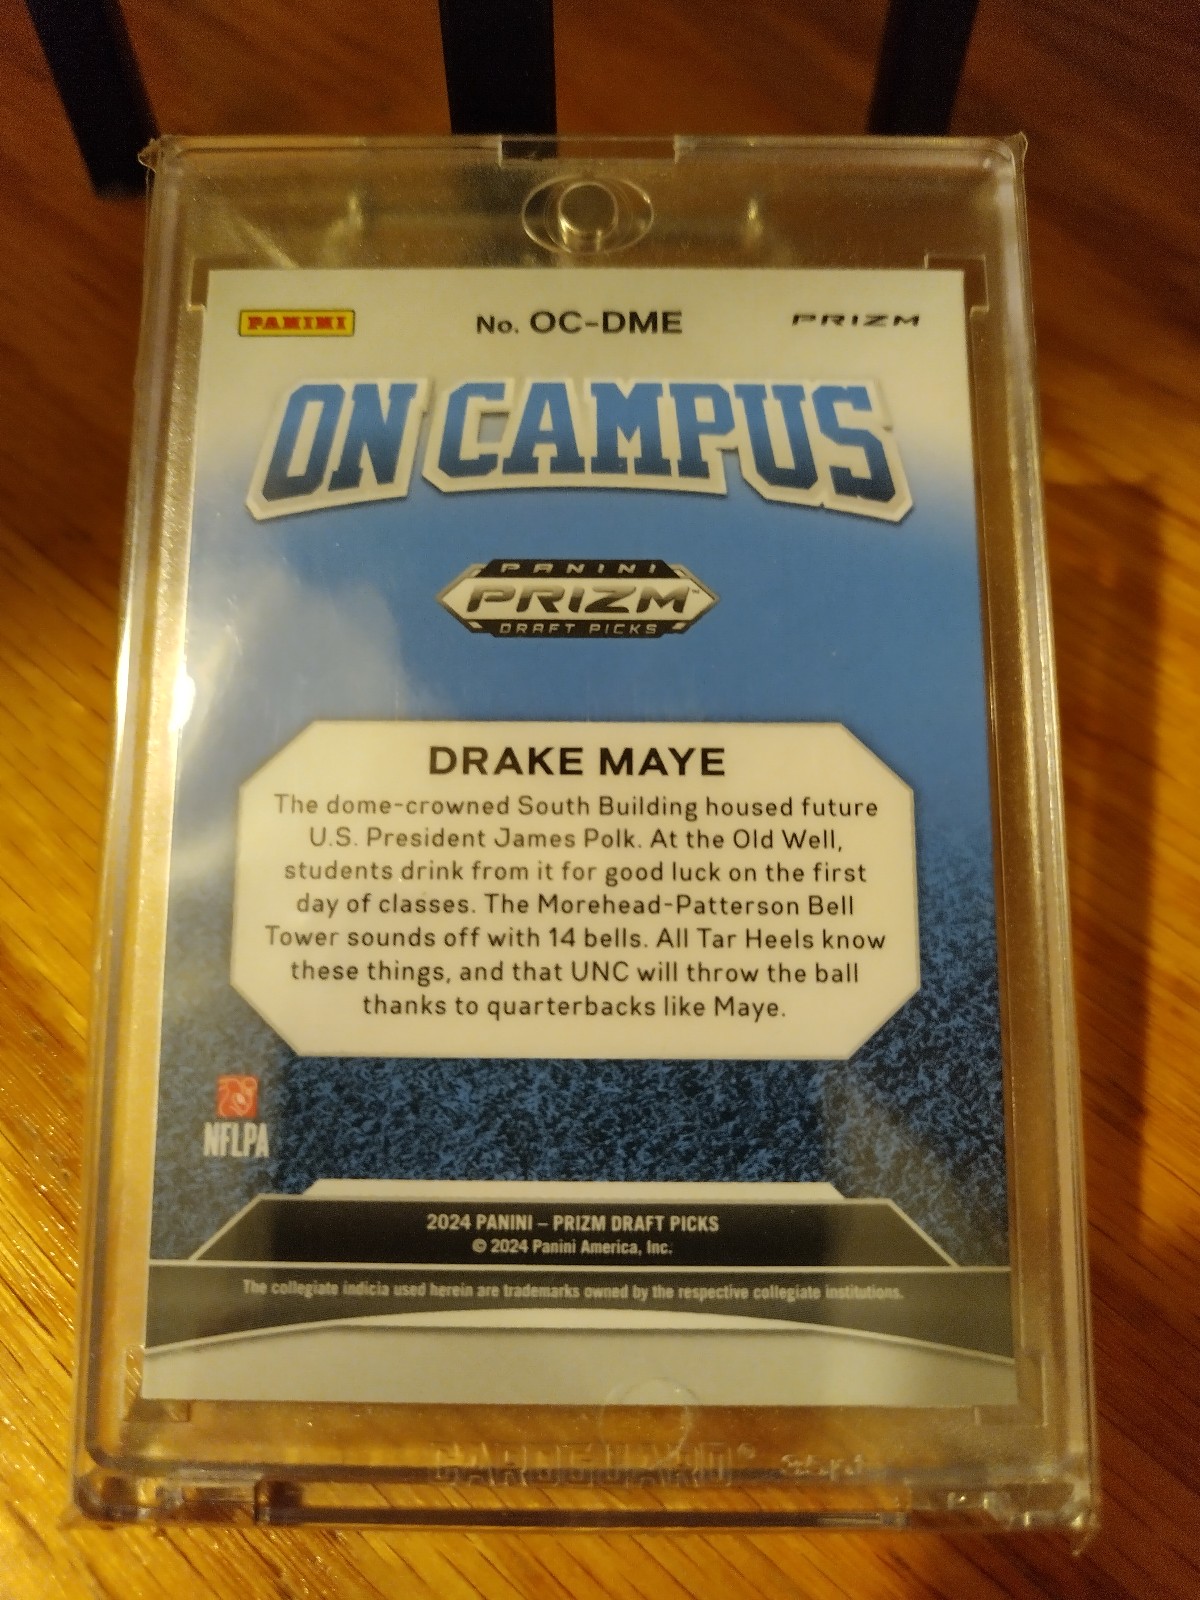 PANINI
No. OC-DME
PRIZM
ON CAMPUS
PANINI
PRIZM™
DRAFT PICKS
DRAKE MAYE
The dome-crowned South Building housed future
U.S. President James Polk. At the Old Well,
students drink from it for good luck on the first
day of classes. The Morehead-Patterson Bell
Tower sounds off with 14 bells. All Tar Heels know
these things, and that UNC will throw the ball
thanks to quarterbacks like Maye.
NFLPA
2024 PANINI – PRIZM DRAFT PICKS
© 2024 Panini America, Inc.
The collegiate indicia used herein are trademarks owned by the respective collegiate institutions.
CARDGUARD®